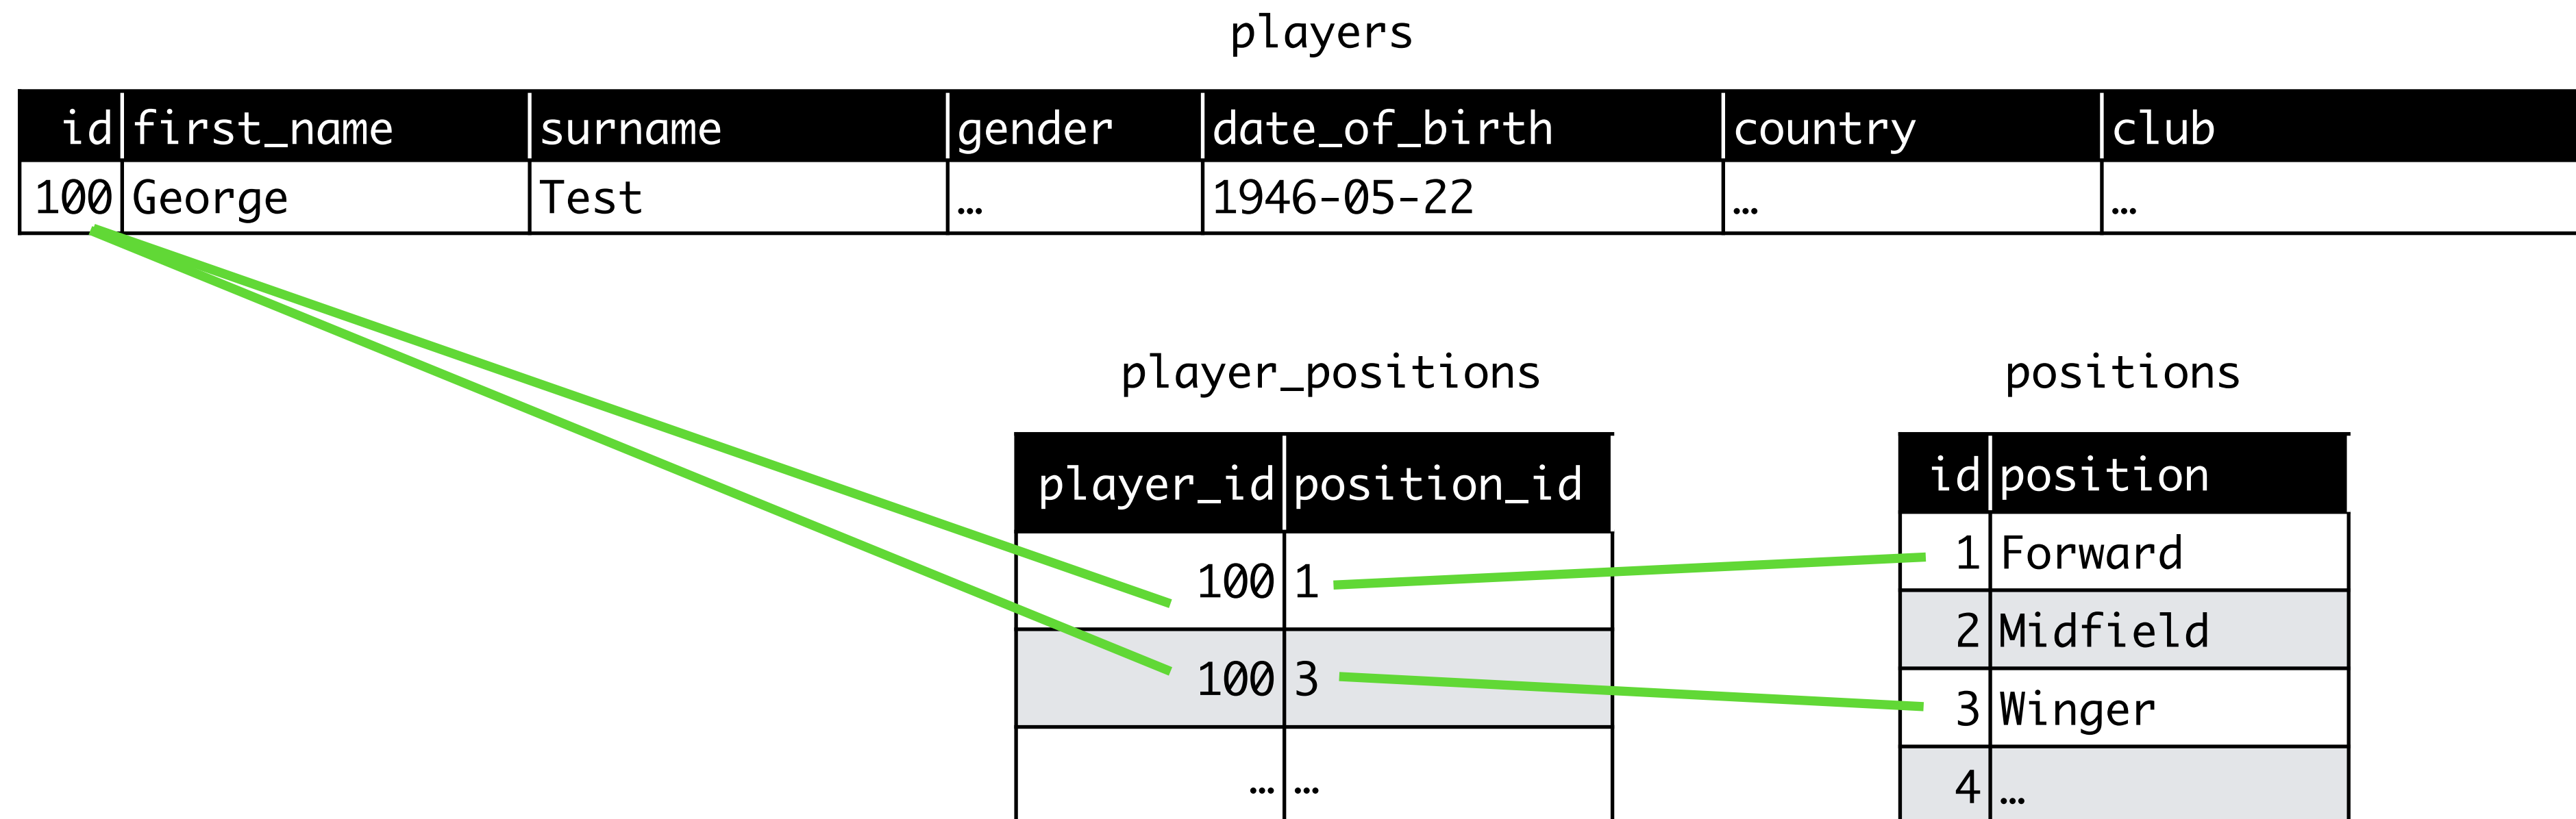 players
id first_name surname gender date_of_birth country club
100 George Test … 1946-05-22 … …
player_positions
player_id position_id
100 1
100 3
… …
positions
id position
1 Forward
2 Midfield
3 Winger
4 …